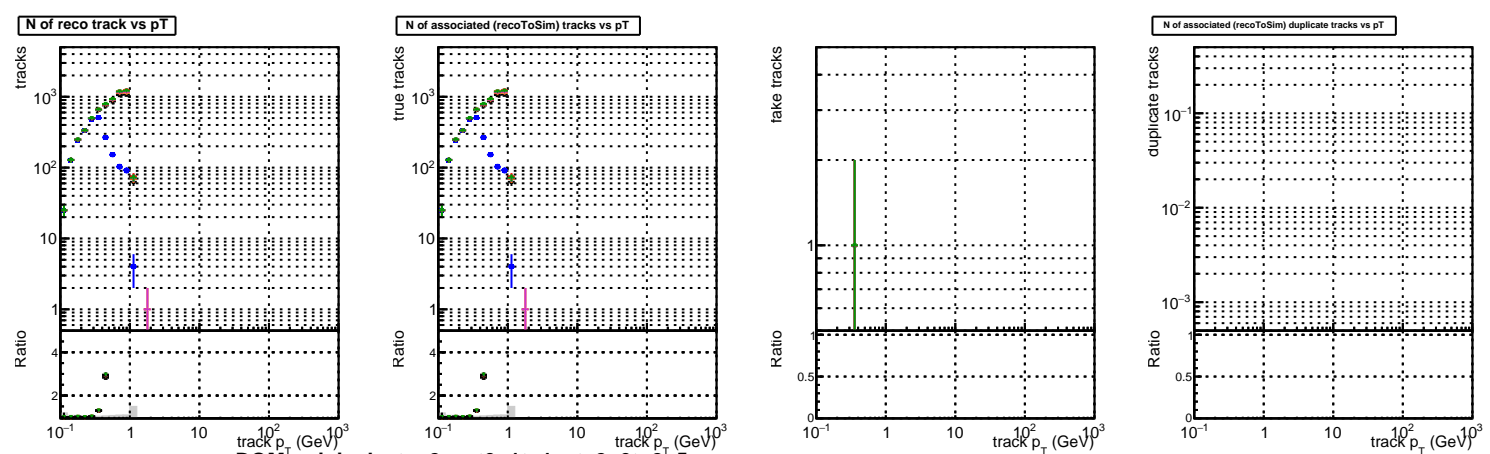 N of reco track vs pT
tracks
10³
10²
10
1
Ratio
4
2
10⁻¹ 1 10 10² 10³
track p_T (GeV)
N of associated (recoToSim) tracks vs pT
true tracks
10³
10²
10
1
Ratio
4
2
10⁻¹ 1 10 10² 10³
track p_T (GeV)
fake tracks
1
Ratio
1
0.5
0
10⁻¹ 1 10 10² 10³
track p_T (GeV)
N of associated (recoToSim) duplicate tracks vs pT
duplicate tracks
10⁻¹
10⁻²
10⁻³
Ratio
1
0.5
0
10⁻¹ 1 10 10² 10³
track p_T (GeV)